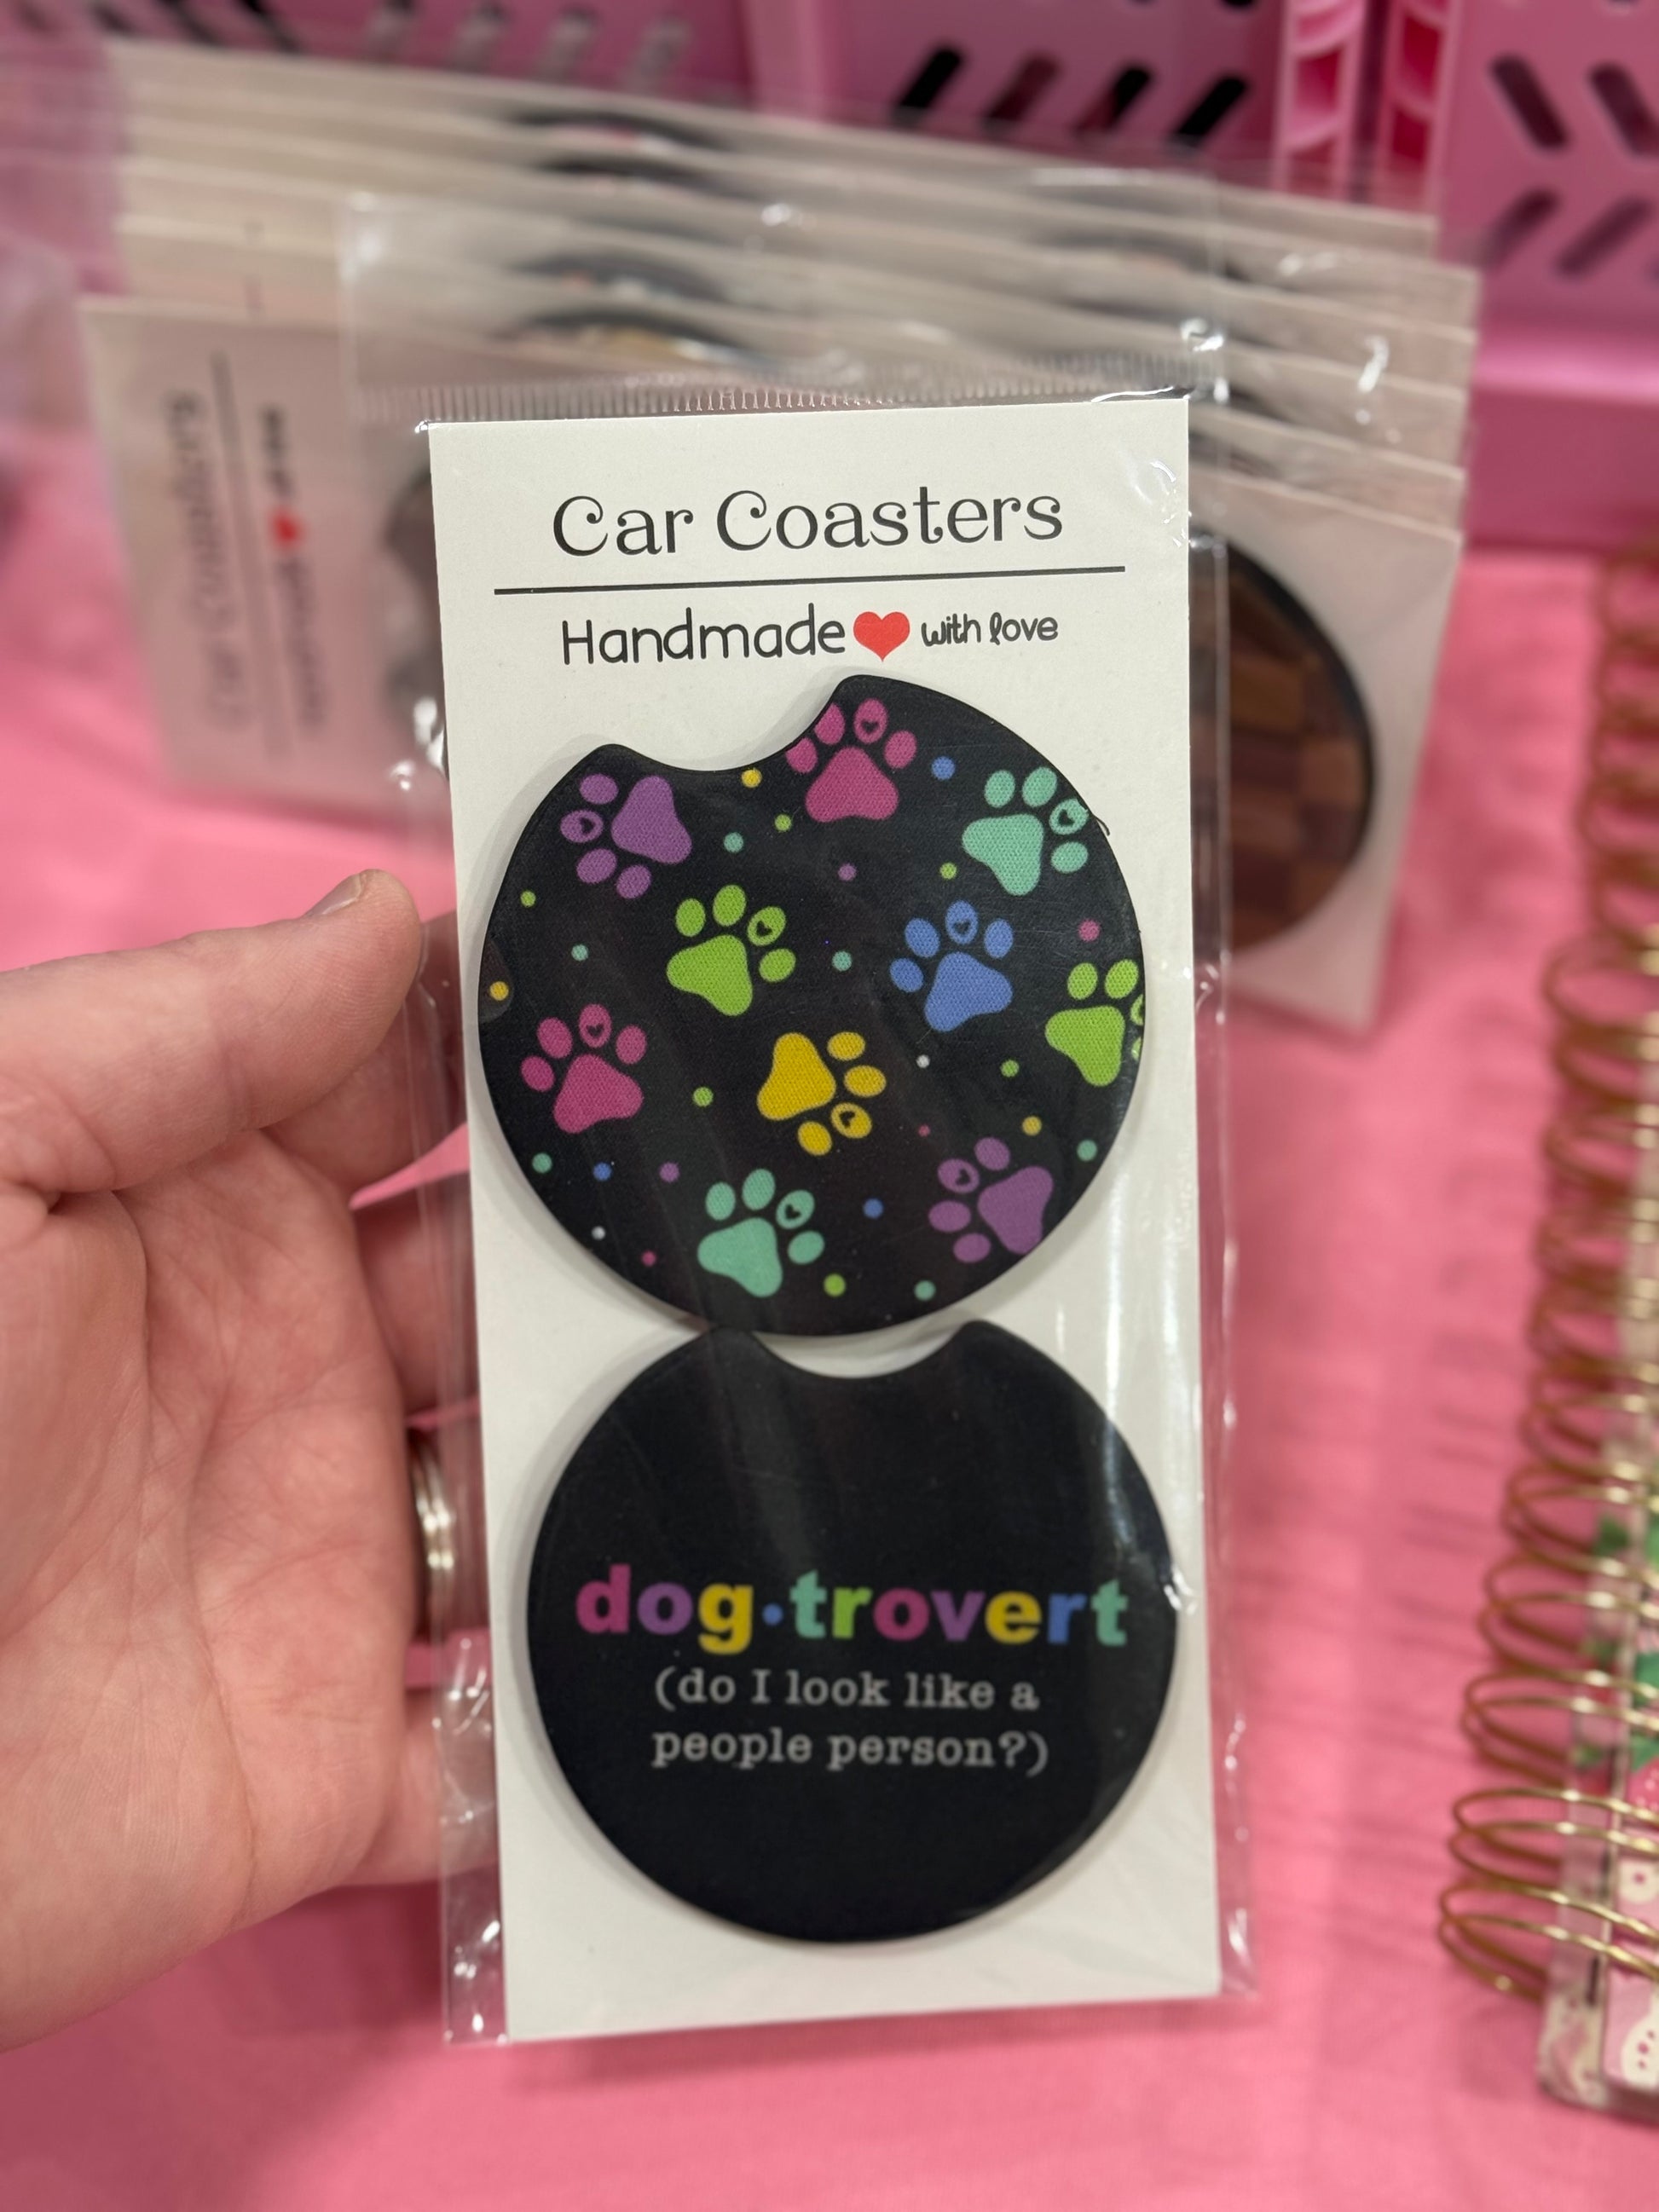 Car Coasters
Handmade with love
dog·trovert
(do I look like a
people person?)